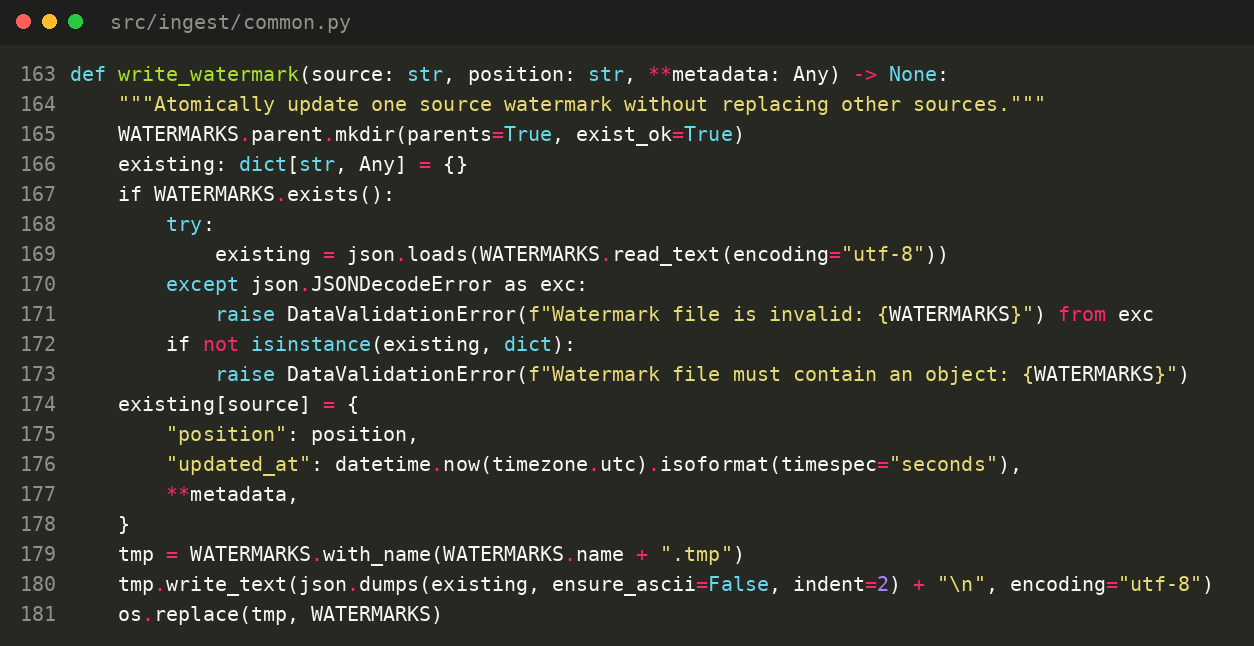 src/ingest/common.py
163 def write_watermark(source: str, position: str, **metadata: Any) -> None:
164     """Atomically update one source watermark without replacing other sources."""
165     WATERMARKS.parent.mkdir(parents=True, exist_ok=True)
166     existing: dict[str, Any] = {}
167     if WATERMARKS.exists():
168         try:
169             existing = json.loads(WATERMARKS.read_text(encoding="utf-8"))
170         except json.JSONDecodeError as exc:
171             raise DataValidationError(f"Watermark file is invalid: {WATERMARKS}") from exc
172         if not isinstance(existing, dict):
173             raise DataValidationError(f"Watermark file must contain an object: {WATERMARKS}")
174     existing[source] = {
175         "position": position,
176         "updated_at": datetime.now(timezone.utc).isoformat(timespec="seconds"),
177         **metadata,
178     }
179     tmp = WATERMARKS.with_name(WATERMARKS.name + ".tmp")
180     tmp.write_text(json.dumps(existing, ensure_ascii=False, indent=2) + "\n", encoding="utf-8")
181     os.replace(tmp, WATERMARKS)